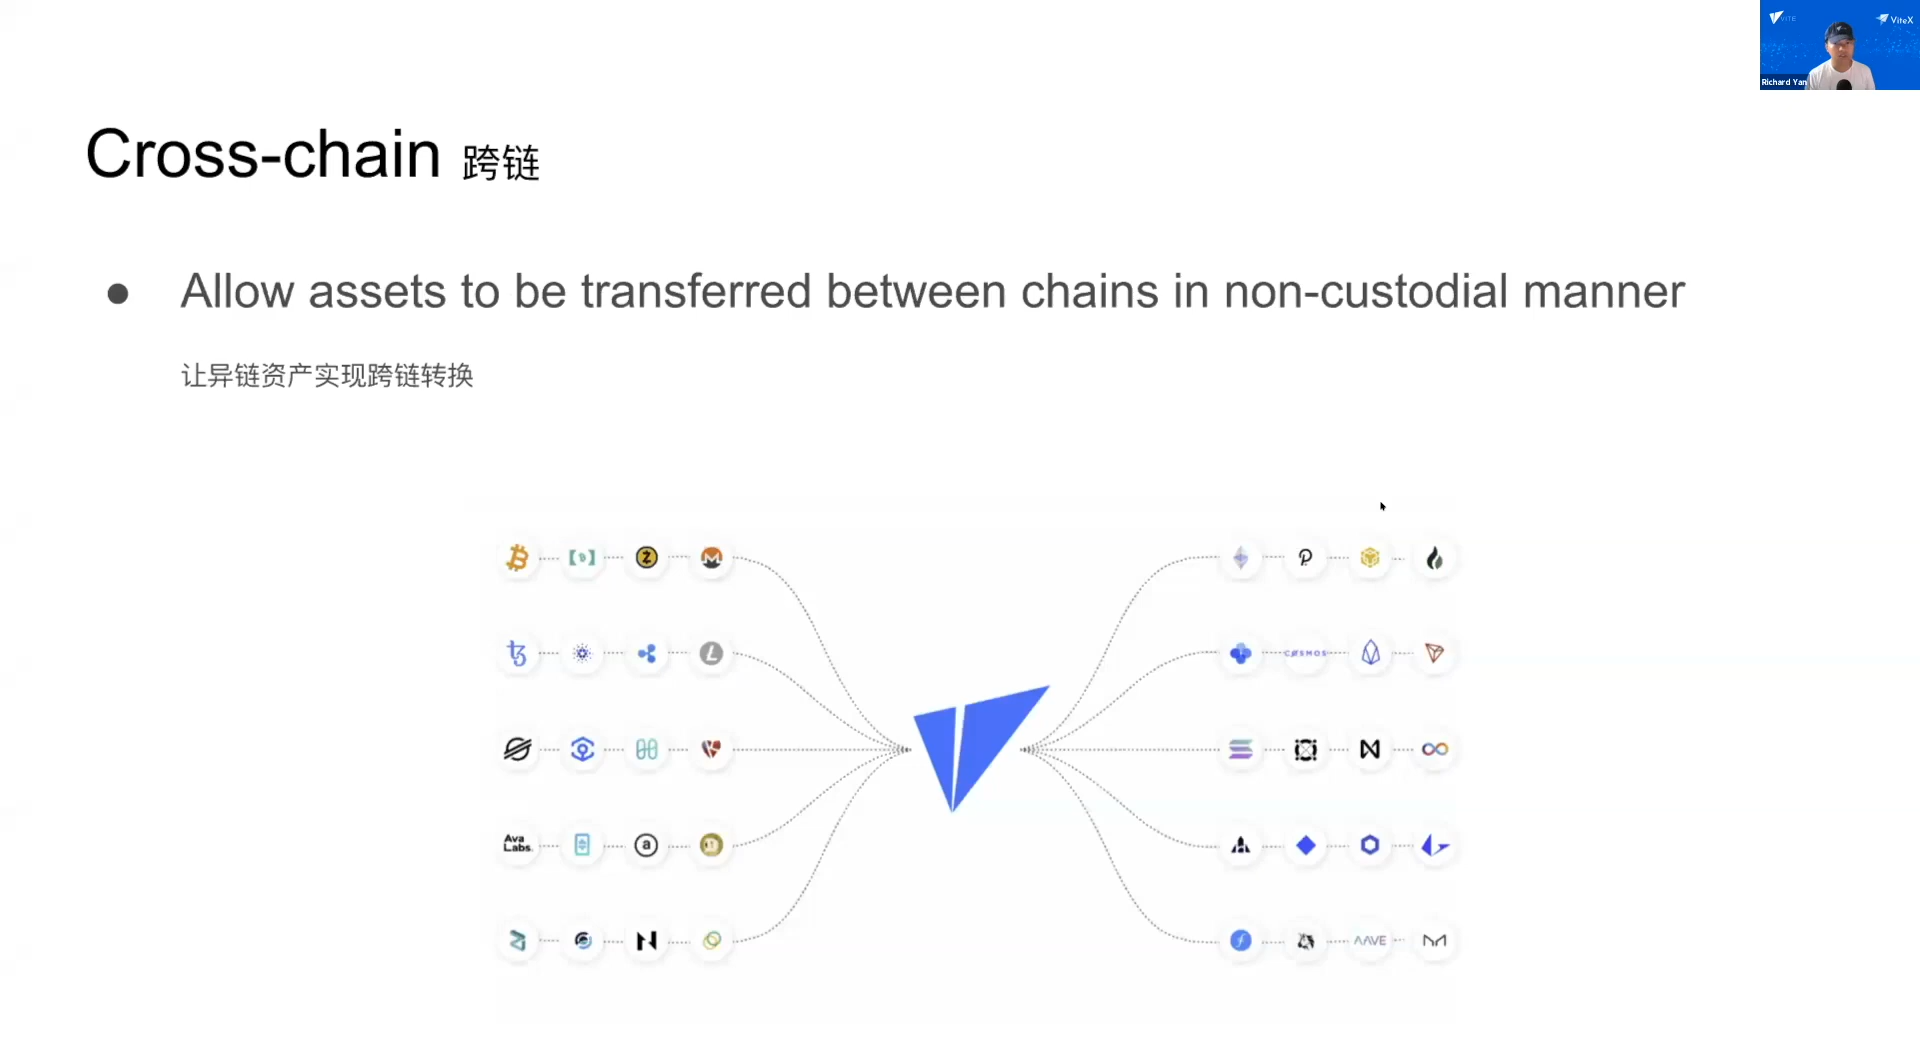 VITE
ViteX
Richard Yan
Cross-chain 跨链
● Allow assets to be transferred between chains in non-custodial manner
让异链资产实现跨链转换
COSMOS
Ava
Labs.
a
AAVE